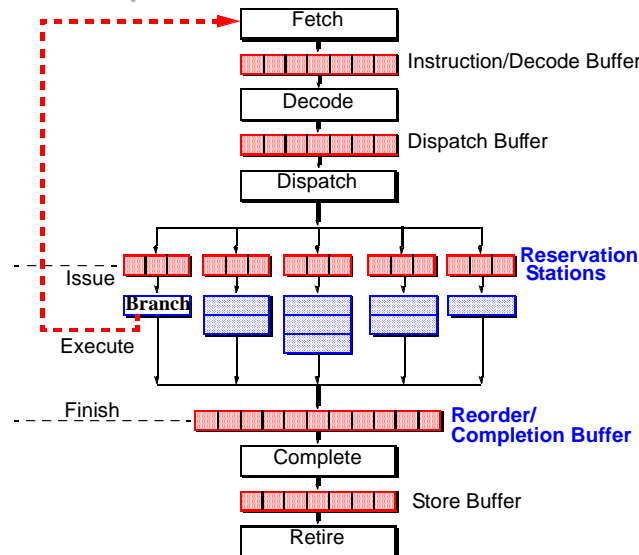 Fetch
Instruction/Decode Buffer
Decode
Dispatch Buffer
Dispatch
Reservation
Stations
Issue
Branch
Execute
Finish
Reorder/
Completion Buffer
Complete
Store Buffer
Retire